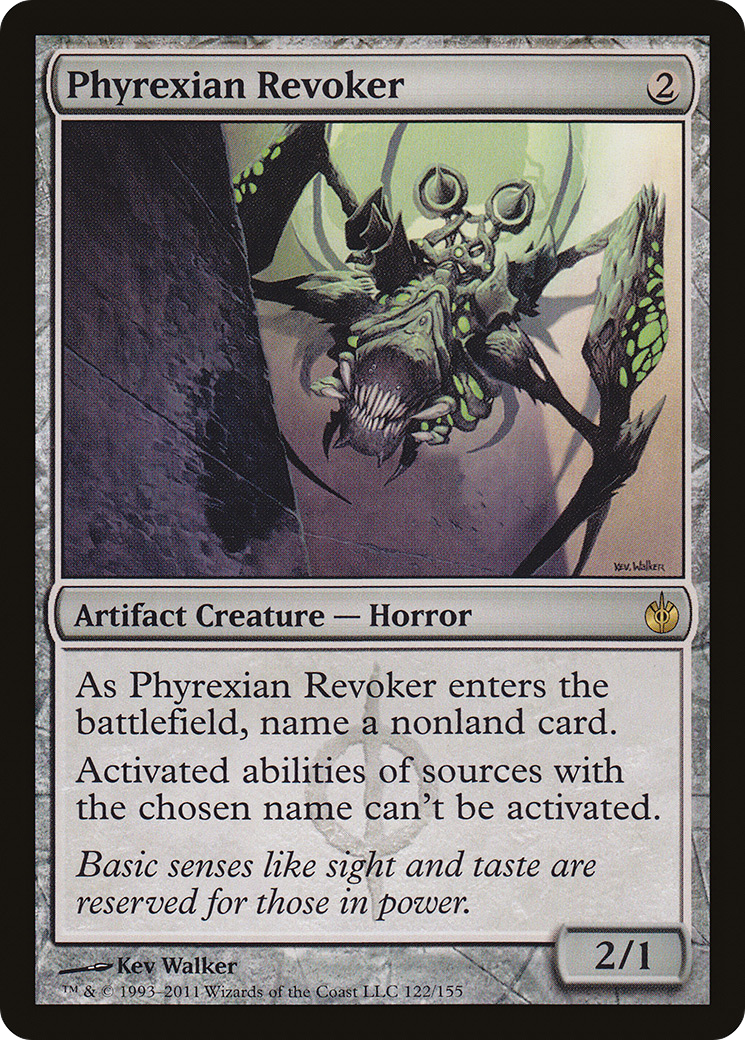 Phyrexian Revoker 2
Kev. Walker
Artifact Creature — Horror
As Phyrexian Revoker enters the
battlefield, name a nonland card.
Activated abilities of sources with
the chosen name can't be activated.
Basic senses like sight and taste are
reserved for those in power.
2/1
Kev Walker
™ & © 1993–2011 Wizards of the Coast LLC 122/155